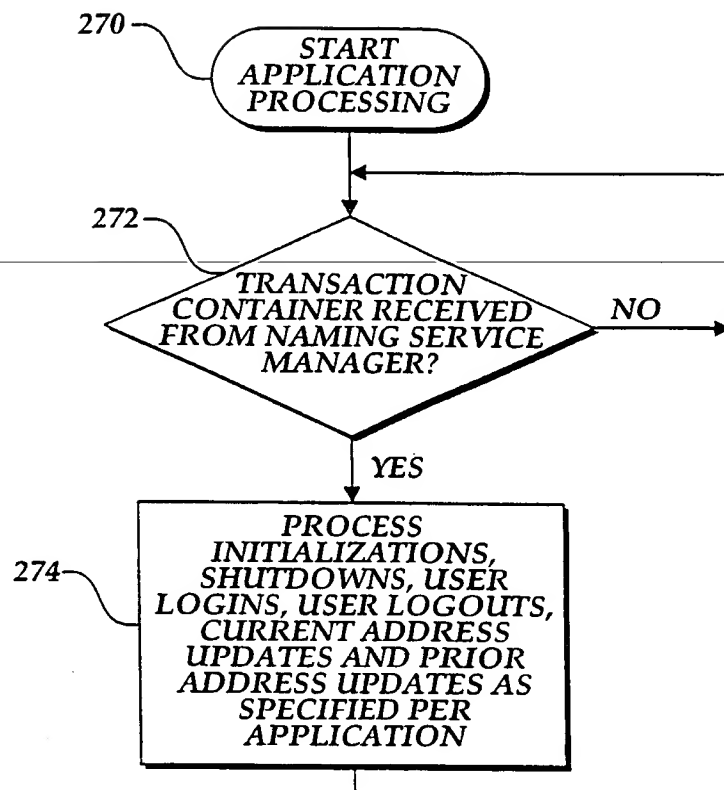 270
START
APPLICATION
PROCESSING
272
TRANSACTION
CONTAINER RECEIVED
FROM NAMING SERVICE
MANAGER?
NO
YES
274
PROCESS
INITIALIZATIONS,
SHUTDOWNS, USER
LOGINS, USER LOGOUTS,
CURRENT ADDRESS
UPDATES AND PRIOR
ADDRESS UPDATES AS
SPECIFIED PER
APPLICATION